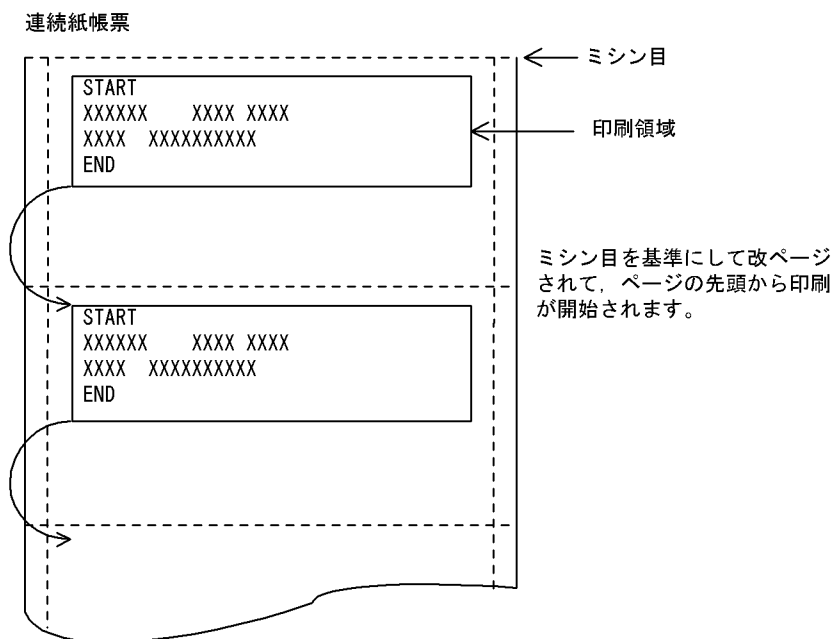 連続紙帳票
ミシン目
START
XXXXXX XXXX XXXX
XXXX XXXXXXXXXX
END
印刷領域
ミシン目を基準にして改ページ
されて，ページの先頭から印刷
が開始されます。
START
XXXXXX XXXX XXXX
XXXX XXXXXXXXXX
END